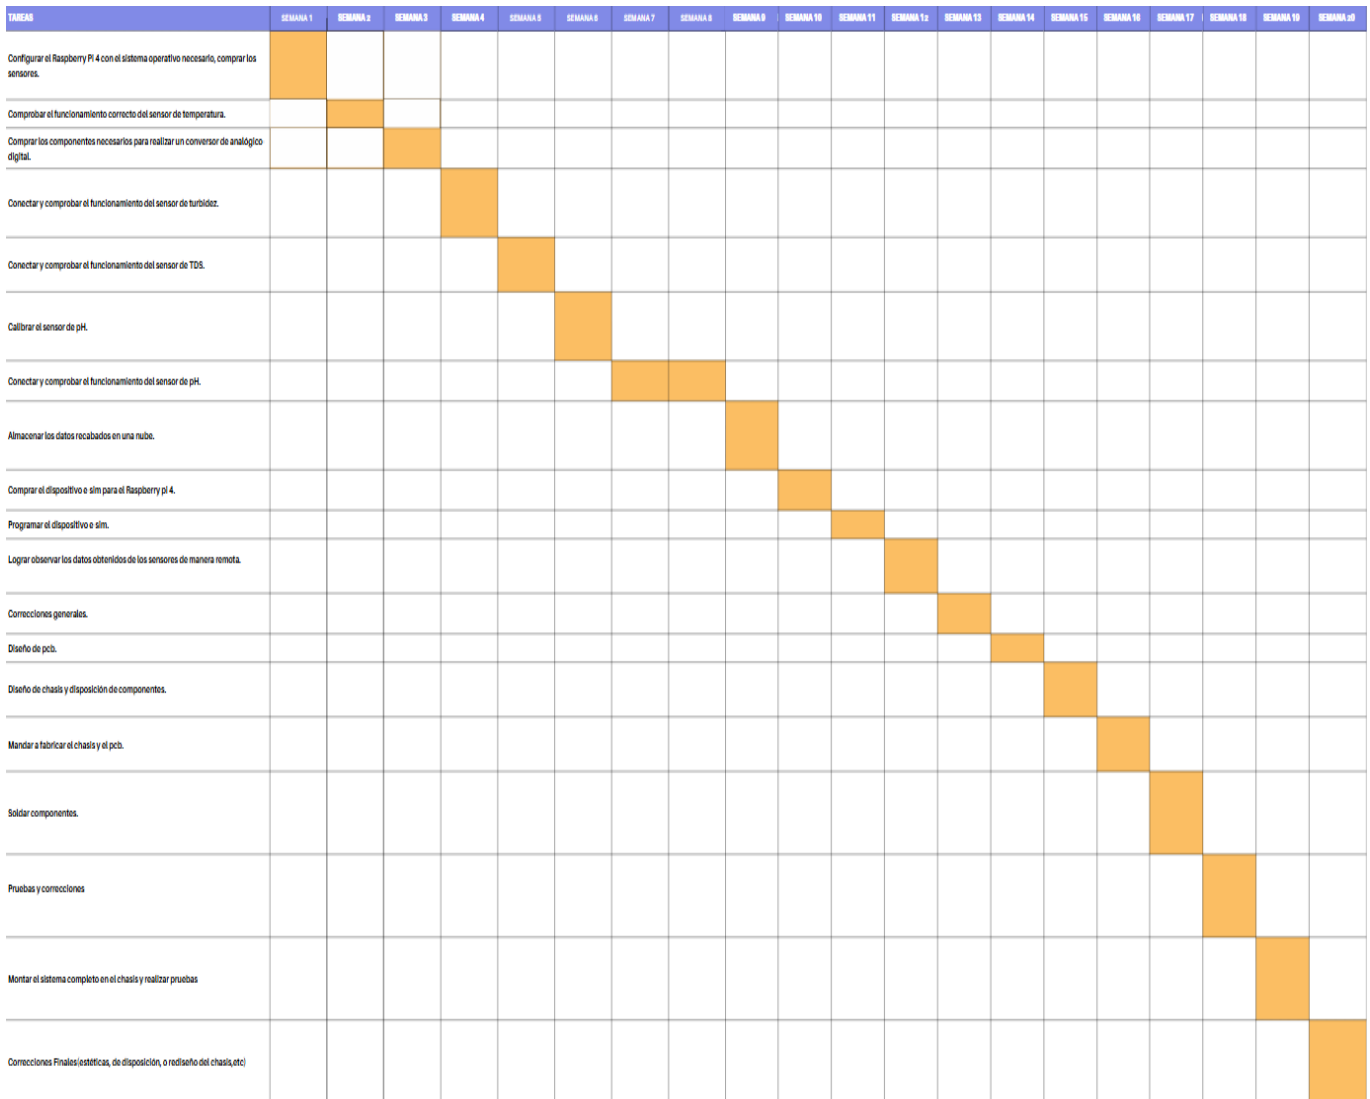 TAREAS SEMANA 1 SEMANA 2 SEMANA 3 SEMANA 4 SEMANA 5 SEMANA 6 SEMANA 7 SEMANA 8 SEMANA 9 SEMANA 10 SEMANA 11 SEMANA 12 SEMANA 13 SEMANA 14 SEMANA 15 SEMANA 16 SEMANA 17 SEMANA 18 SEMANA 19 SEMANA 20
Configurar el Raspberry Pi 4 con el sistema operativo necesario, comprar los
sensores.
Comprobar el funcionamiento correcto del sensor de temperatura.
Comprar los componentes necesarios para realizar un conversor de analógico
digital.
Conectar y comprobar el funcionamiento del sensor de turbidez.
Conectar y comprobar el funcionamiento del sensor de TDS.
Calibrar el sensor de pH.
Conectar y comprobar el funcionamiento del sensor de pH.
Almacenar los datos recabados en una nube.
Comprar el dispositivo e sim para el Raspberry pi 4.
Programar el dispositivo e sim.
Lograr observar los datos obtenidos de los sensores de manera remota.
Correcciones generales.
Diseño de pcb.
Diseño de chasis y disposición de componentes.
Mandar a fabricar el chasis y el pcb.
Soldar componentes.
Pruebas y correcciones
Montar el sistema completo en el chasis y realizar pruebas
Correcciones Finales(estéticas, de disposición, o rediseño del chasis,etc)